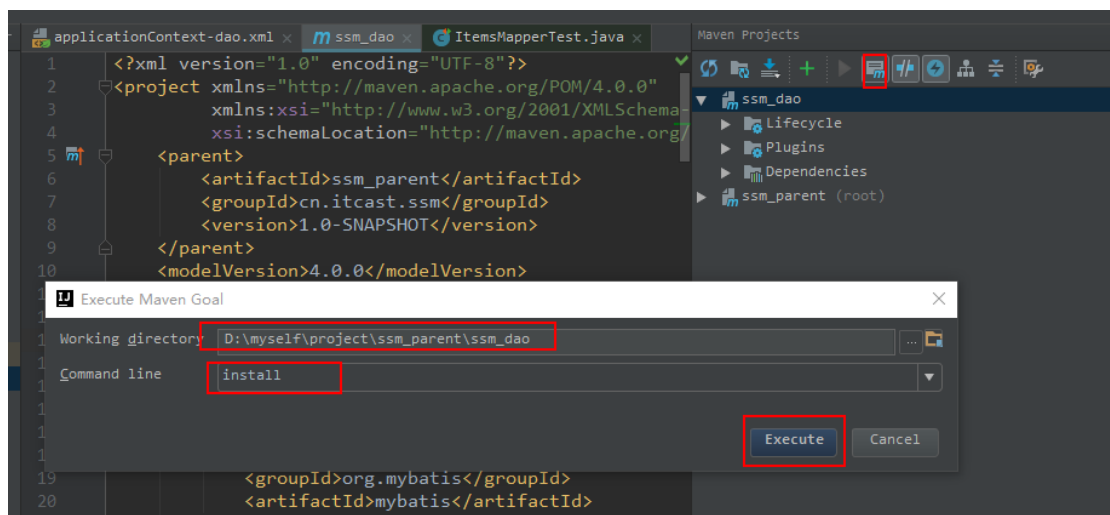 applicationContext-dao.xml × m ssm_dao × ItemsMapperTest.java ×
Maven Projects
1 <?xml version="1.0" encoding="UTF-8"?>
2 <project xmlns="http://maven.apache.org/POM/4.0.0"
3 xmlns:xsi="http://www.w3.org/2001/XMLSchema-
4 xsi:schemaLocation="http://maven.apache.org/
5 <parent>
6 <artifactId>ssm_parent</artifactId>
7 <groupId>cn.itcast.ssm</groupId>
8 <version>1.0-SNAPSHOT</version>
9 </parent>
10 <modelVersion>4.0.0</modelVersion>
ssm_dao
Lifecycle
Plugins
Dependencies
ssm_parent (root)
Execute Maven Goal
Working directory D:\myself\project\ssm_parent\ssm_dao ...
Command line install
Execute Cancel
19 <groupId>org.mybatis</groupId>
20 <artifactId>mybatis</artifactId>